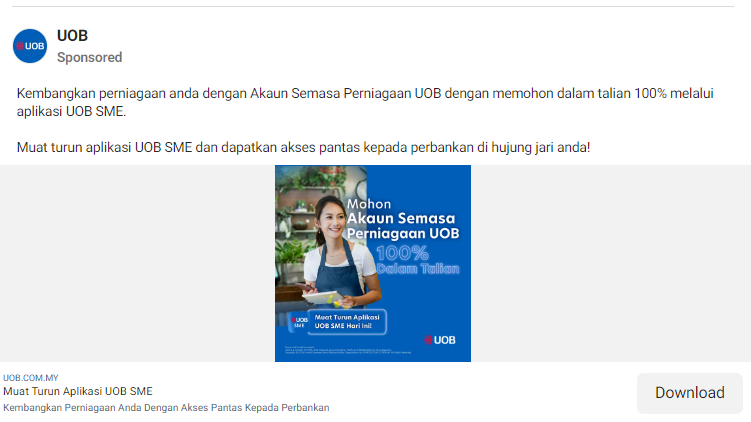 UOB
UOB
Sponsored
Kembangkan perniagaan anda dengan Akaun Semasa Perniagaan UOB dengan memohon dalam talian 100% melalui
aplikasi UOB SME.
Muat turun aplikasi UOB SME dan dapatkan akses pantas kepada perbankan di hujung jari anda!
Mohon
Akaun Semasa
Perniagaan UOB
100%
Dalam Talian
UOB
SME
Muat Turun Aplikasi
UOB SME Hari Ini!
UOB
UOB.COM.MY
Muat Turun Aplikasi UOB SME
Kembangkan Perniagaan Anda Dengan Akses Pantas Kepada Perbankan
Download